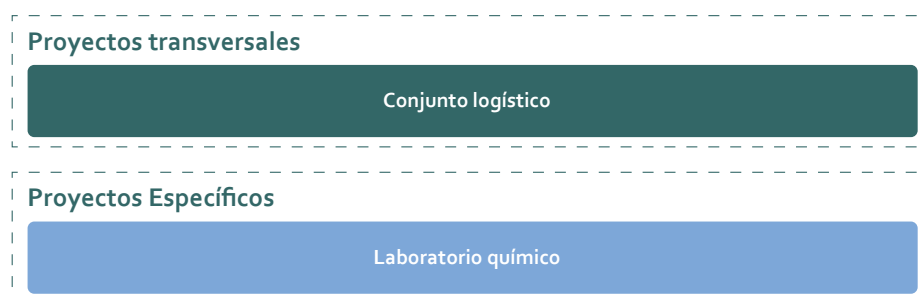 Proyectos transversales
Conjunto logístico
Proyectos Específicos
Laboratorio químico